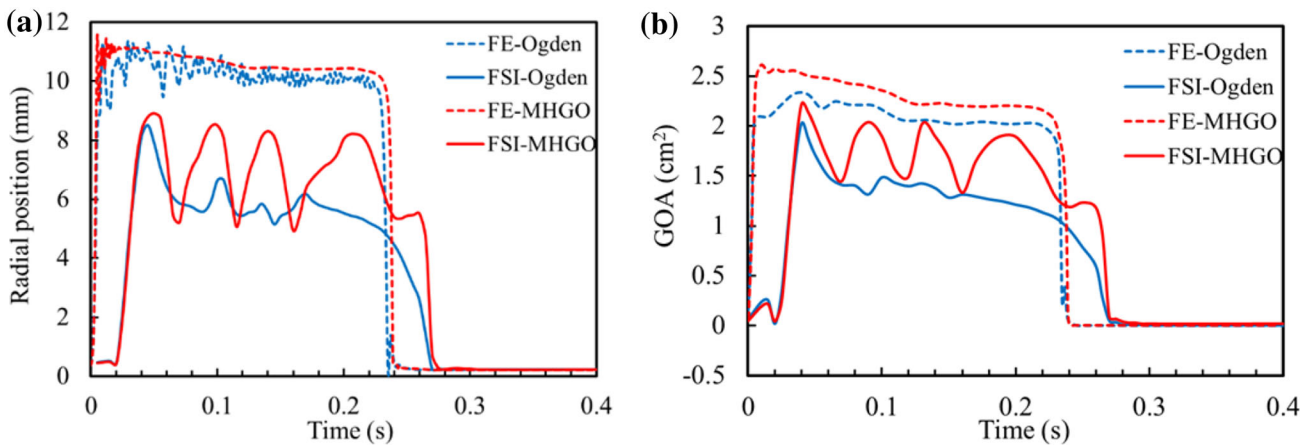 (a)
Radial position (mm)
12
10
8
6
4
2
0
0
0.1
0.2
0.3
0.4
Time (s)
FE-Ogden
FSI-Ogden
FE-MHGO
FSI-MHGO
(b)
GOA (cm²)
3
2.5
2
1.5
1
0.5
0
-0.5
0
0.1
0.2
0.3
0.4
Time (s)
FE-Ogden
FSI-Ogden
FE-MHGO
FSI-MHGO